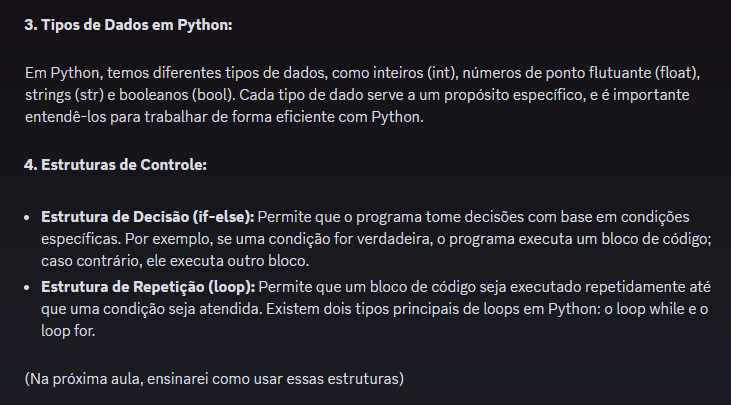 3. Tipos de Dados em Python:
Em Python, temos diferentes tipos de dados, como inteiros (int), números de ponto flutuante (float),
strings (str) e booleanos (bool). Cada tipo de dado serve a um propósito específico, e é importante
entendê-los para trabalhar de forma eficiente com Python.
4. Estruturas de Controle:
• Estrutura de Decisão (if-else): Permite que o programa tome decisões com base em condições
específicas. Por exemplo, se uma condição for verdadeira, o programa executa um bloco de código;
caso contrário, ele executa outro bloco.
• Estrutura de Repetição (loop): Permite que um bloco de código seja executado repetidamente até
que uma condição seja atendida. Existem dois tipos principais de loops em Python: o loop while e o
loop for.
(Na próxima aula, ensinarei como usar essas estruturas)